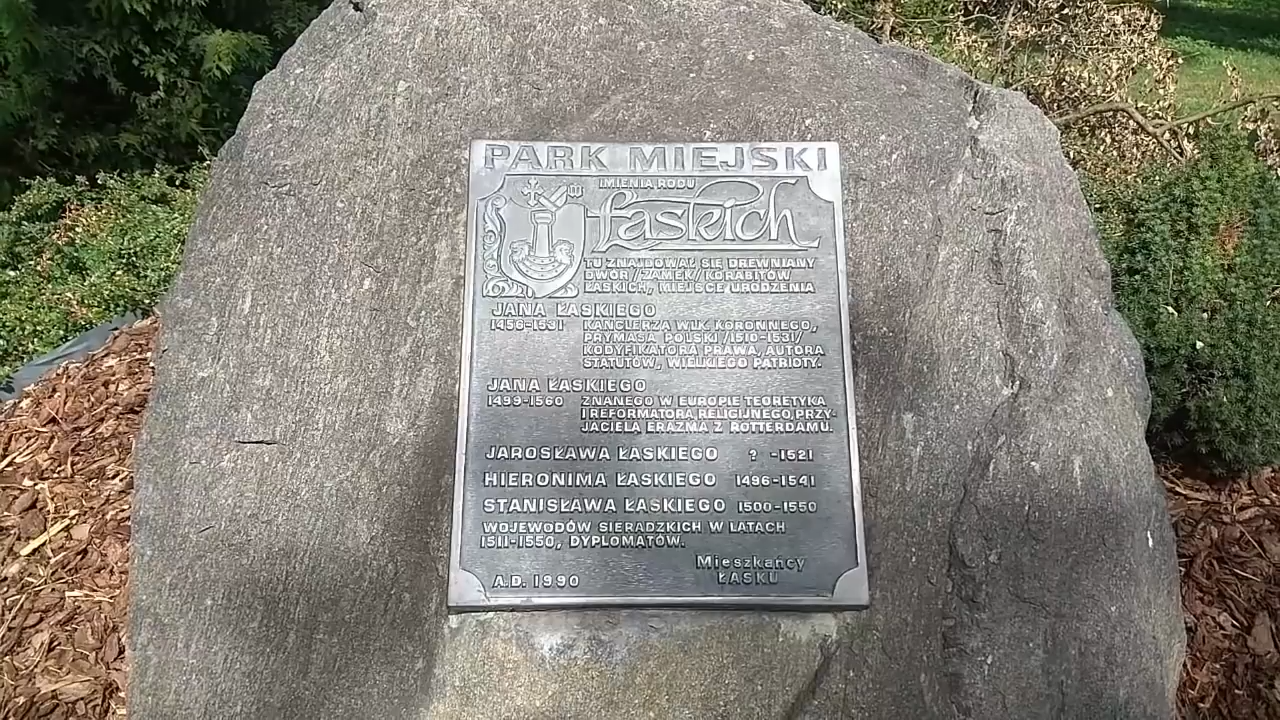 PARK MIEJSKI
IMIENIA RODU
Łaskich
TU ZNAJDOWAŁ SIĘ DREWNIANY
DWÓR /ZAMEK/ KORABITÓW
ŁASKICH, MIEJSCE URODZENIA
JANA ŁASKIEGO
1456-1531 KANCLERZA WLK. KORONNEGO,
PRYMASA POLSKI /1510-1531/
KODYFIKATORA PRAWA, AUTORA
STATUTÓW, WIELKIEGO PATRIOTY.
JANA ŁASKIEGO
1499-1560 ZNANEGO W EUROPIE TEORETYKA
I REFORMATORA RELIGIJNEGO, PRZY-
JACIELA ERAZMA Z ROTTERDAMU.
JAROSŁAWA ŁASKIEGO ? -1521
HIERONIMA ŁASKIEGO 1496-1541
STANISŁAWA ŁASKIEGO 1500-1550
WOJEWODÓW SIERADZKICH W LATACH
1511-1550, DYPLOMATÓW.
Mieszkańcy
A.D. 1990 ŁASKU